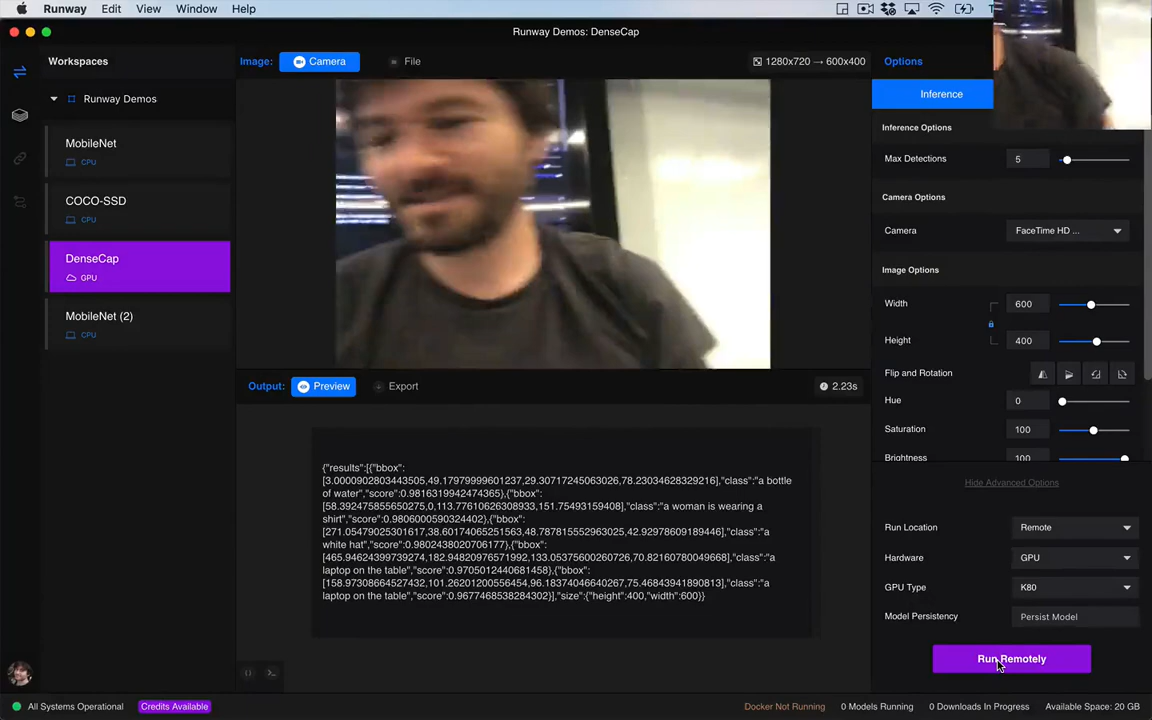 Runway Edit View Window Help
Runway Demos: DenseCap
Workspaces
Runway Demos
MobileNet
CPU
COCO-SSD
CPU
DenseCap
GPU
MobileNet (2)
CPU
Image: Camera File 1280x720 → 600x400
Output: Preview Export 2.23s
{"results":[{"bbox":
[3.0000902803443505,49.17979999601237,29.30717245063026,78.23034628329216],"class":"a bottle
of water","score":0.9816319942474365},{"bbox":
[58.392475855650275,0,113.77610626308933,151.75493159408],"class":"a woman is wearing a
shirt","score":0.9806000590324402},{"bbox":
[271.05479025301617,38.60174065251563,48.787815552963025,42.92978609189446],"class":"a
white hat","score":0.9802438020706177},{"bbox":
[465.94624399739274,182.94820976571992,133.05375600260726,70.82160780049668],"class":"a
laptop on the table","score":0.9705012440681458},{"bbox":
[158.97308664527432,101.26201200556454,96.18374046640267,75.46843941890813],"class":"a
laptop on the table","score":0.9677468538284302}],"size":{"height":400,"width":600}}
Options
Inference
Inference Options
Max Detections 5
Camera Options
Camera FaceTime HD ...
Image Options
Width 600
Height 400
Flip and Rotation
Hue 0
Saturation 100
Brightness 100
Hide Advanced Options
Run Location Remote
Hardware GPU
GPU Type K80
Model Persistency Persist Model
Run Remotely
All Systems Operational Credits Available Docker Not Running 0 Models Running 0 Downloads In Progress Available Space: 20 GB